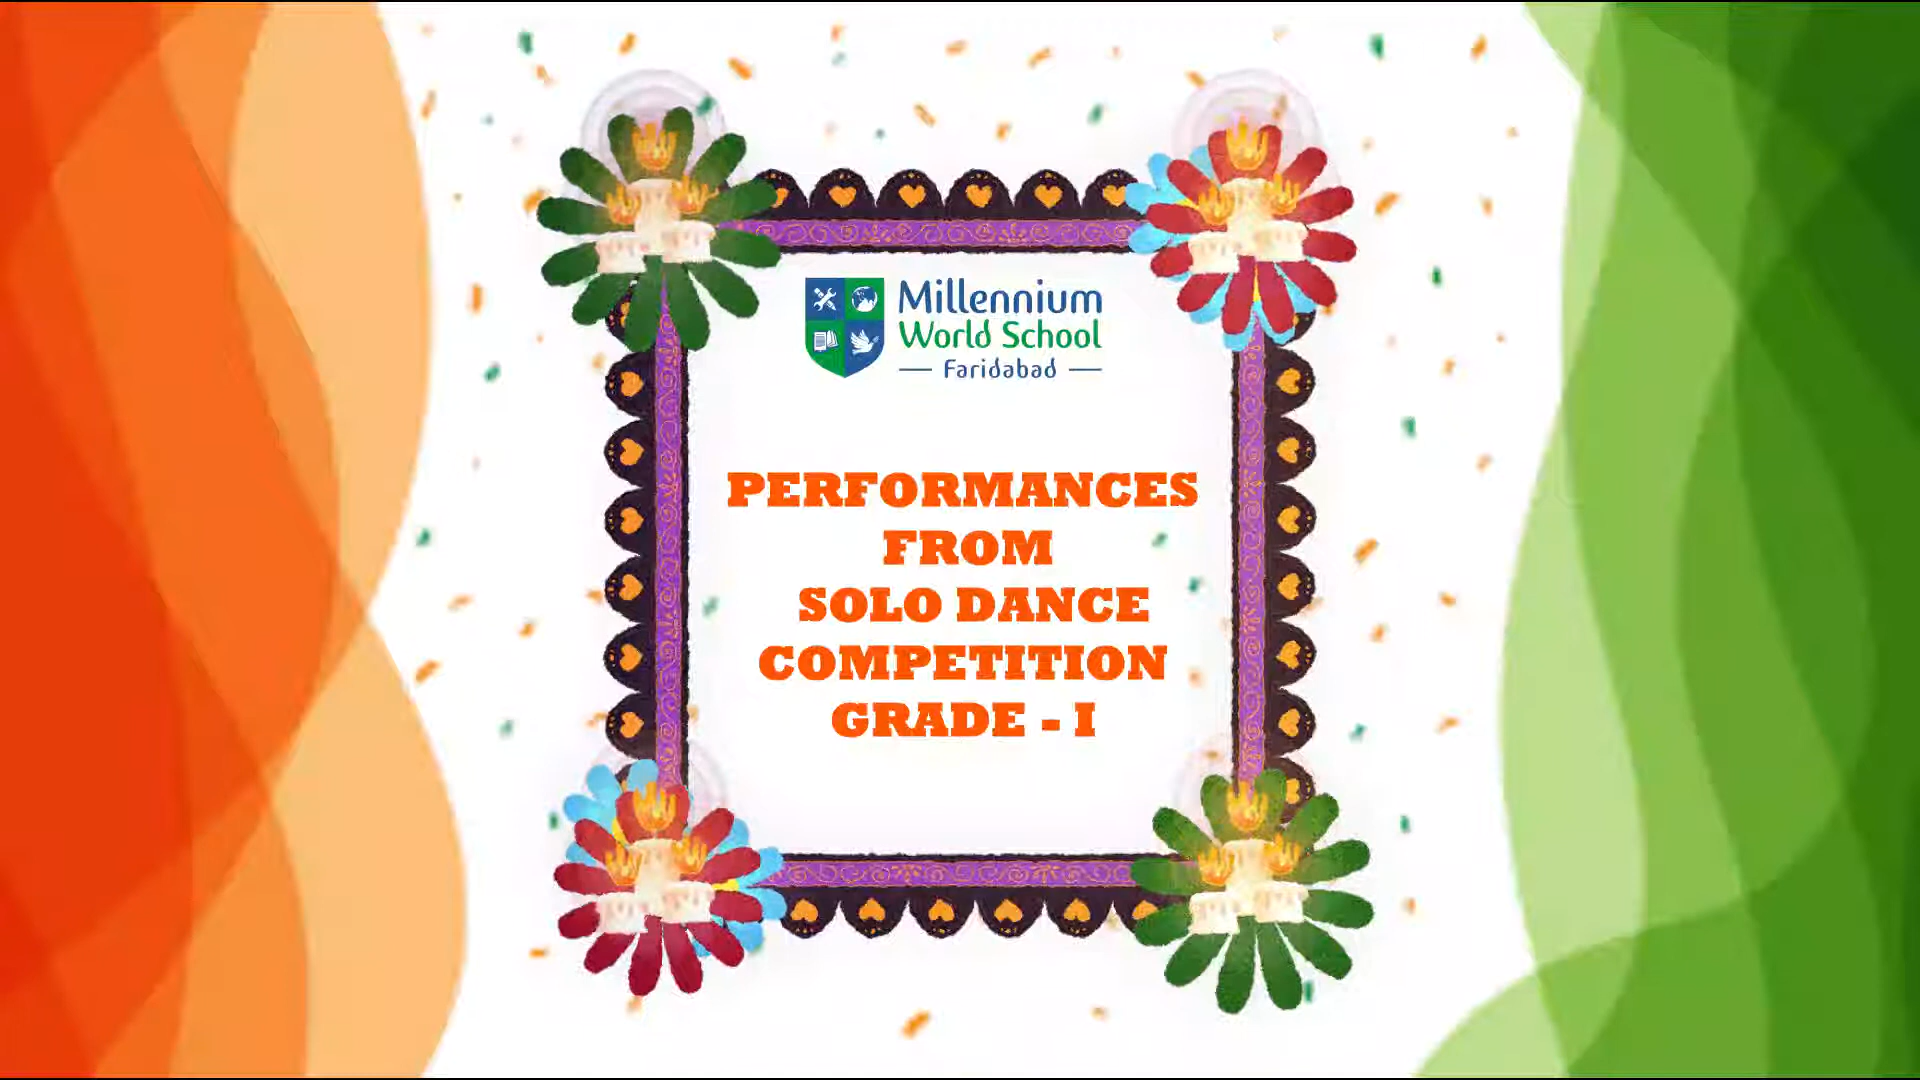 Millennium
World School
Faridabad
PERFORMANCES
FROM
SOLO DANCE
COMPETITION
GRADE - I